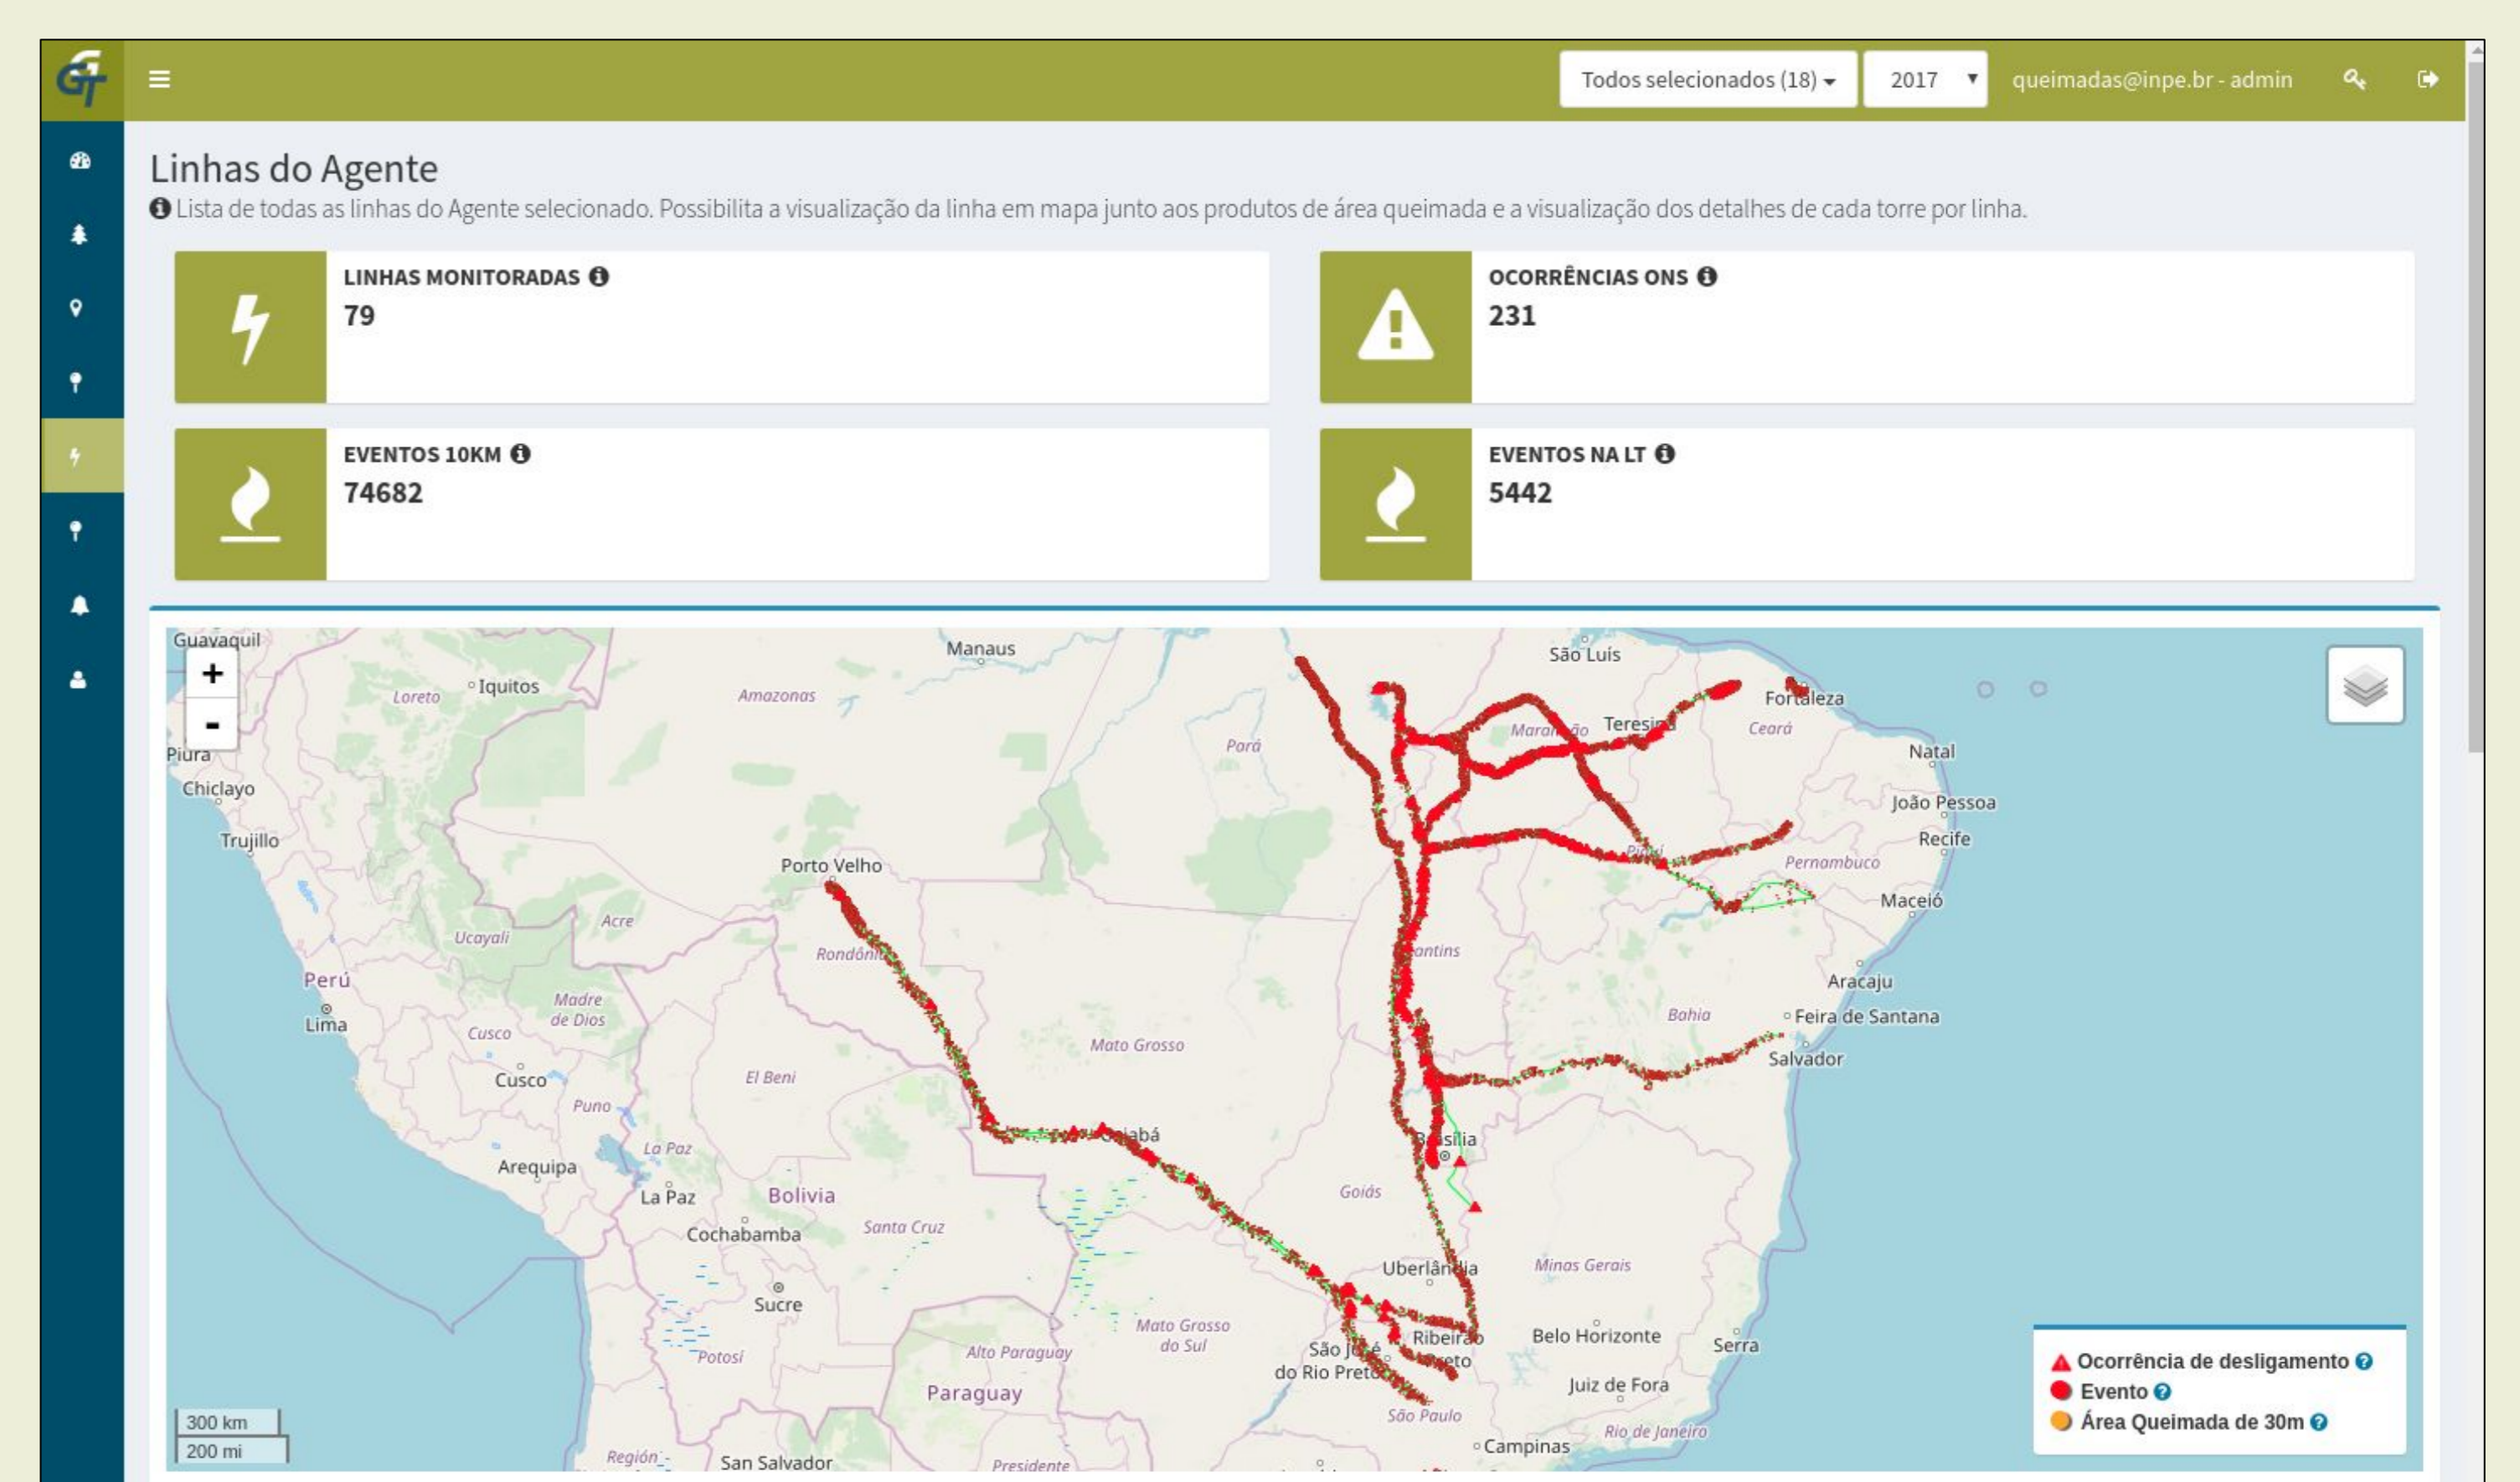 GGT
Todos selecionados (18)
2017
queimadas@inpe.br - admin
Linhas do Agente
Lista de todas as linhas do Agente selecionado. Possibilita a visualização da linha em mapa junto aos produtos de área queimada e a visualização dos detalhes de cada torre por linha.
LINHAS MONITORADAS
79
OCORRÊNCIAS ONS
231
EVENTOS 10KM
74682
EVENTOS NA LT
5442
Guayaquil
+
-
Piura
Chiclayo
Trujillo
Loreto
Iquitos
Amazonas
Manaus
Pará
São Luís
Fortaleza
Teresina
Ceará
Natal
João Pessoa
Recife
Pernambuco
Maceió
Porto Velho
Acre
Ucayali
Perú
Lima
Madre
de Dios
Cusco
Cusco
Puno
El Beni
Mato Grosso
Aracaju
Bahia
Feira de Santana
Salvador
La Paz
Arequipa
La Paz
Bolivia
Cochabamba
Santa Cruz
Sucre
Potosí
Goiás
Uberlândia
Minas Gerais
Mato Grosso
do Sul
Alto Paraguay
Paraguay
São José
do Rio Preto
Ribeirão
Preto
Belo Horizonte
Serra
Juiz de Fora
São Paulo
Rio de Janeiro
Campinas
Región
San Salvador
Presidente
300 km
200 mi
Ocorrência de desligamento
Evento
Área Queimada de 30m